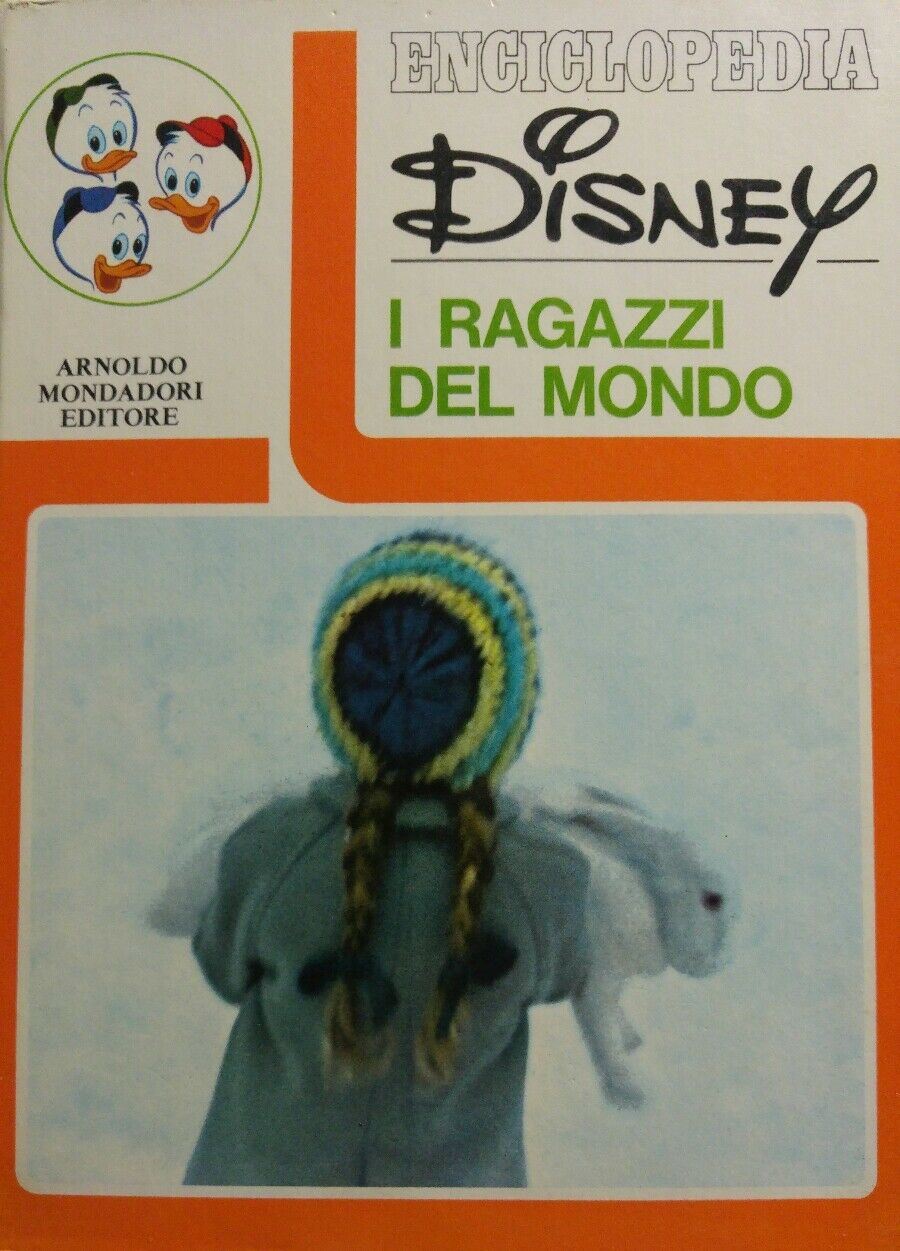 ENCICLOPEDIA
DISNEY
I RAGAZZI
DEL MONDO
ARNOLDO
MONDADORI
EDITORE